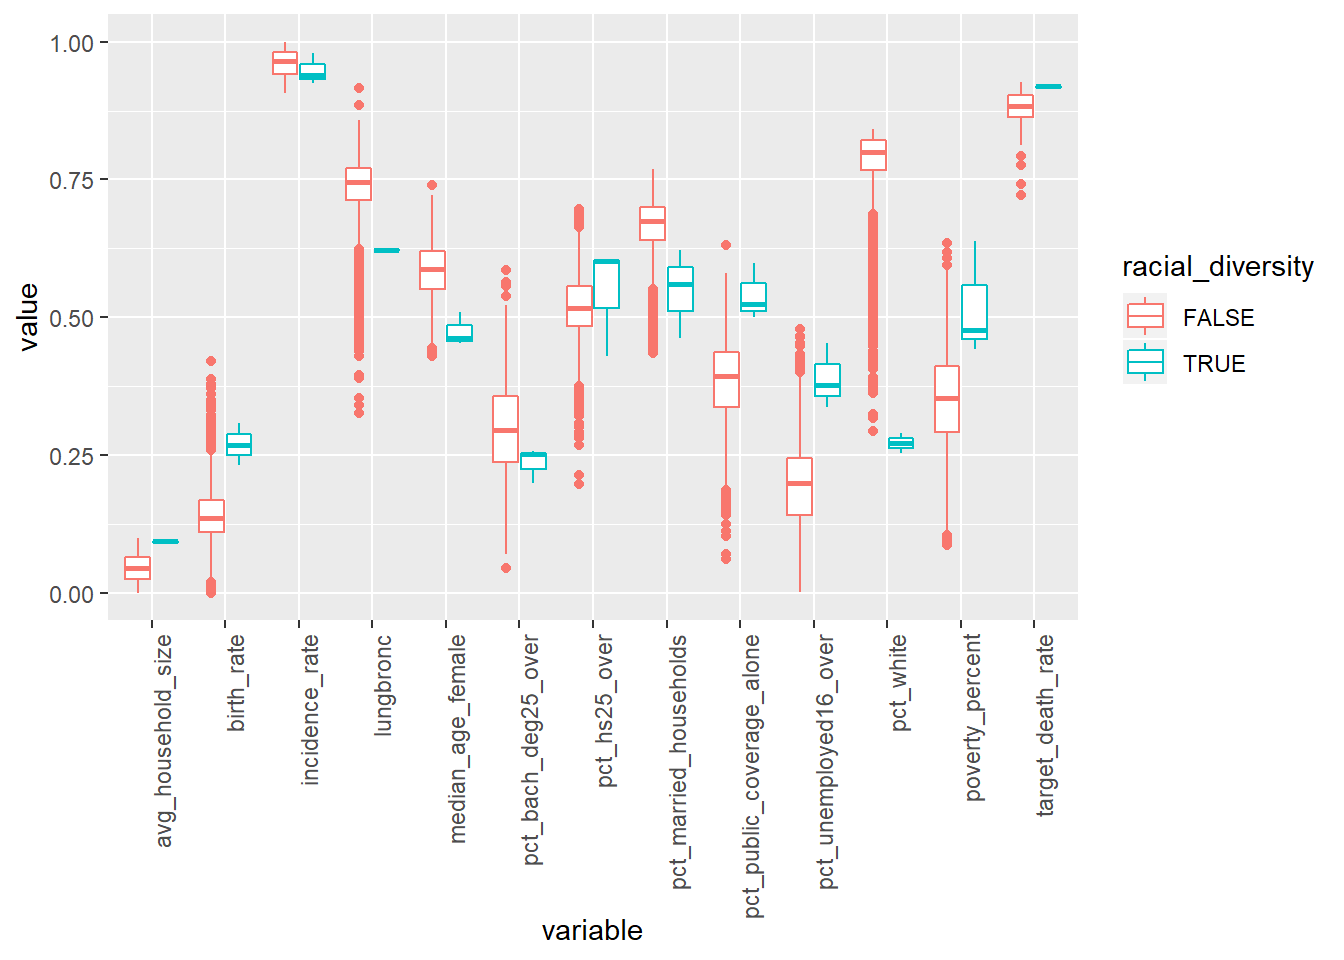 1.00
0.75
0.50
0.25
0.00
value
avg_household_size
birth_rate
incidence_rate
lungbronc
median_age_female
pct_bach_deg25_over
pct_hs25_over
pct_married_households
pct_public_coverage_alone
pct_unemployed16_over
pct_white
poverty_percent
target_death_rate
variable
racial_diversity
FALSE
TRUE